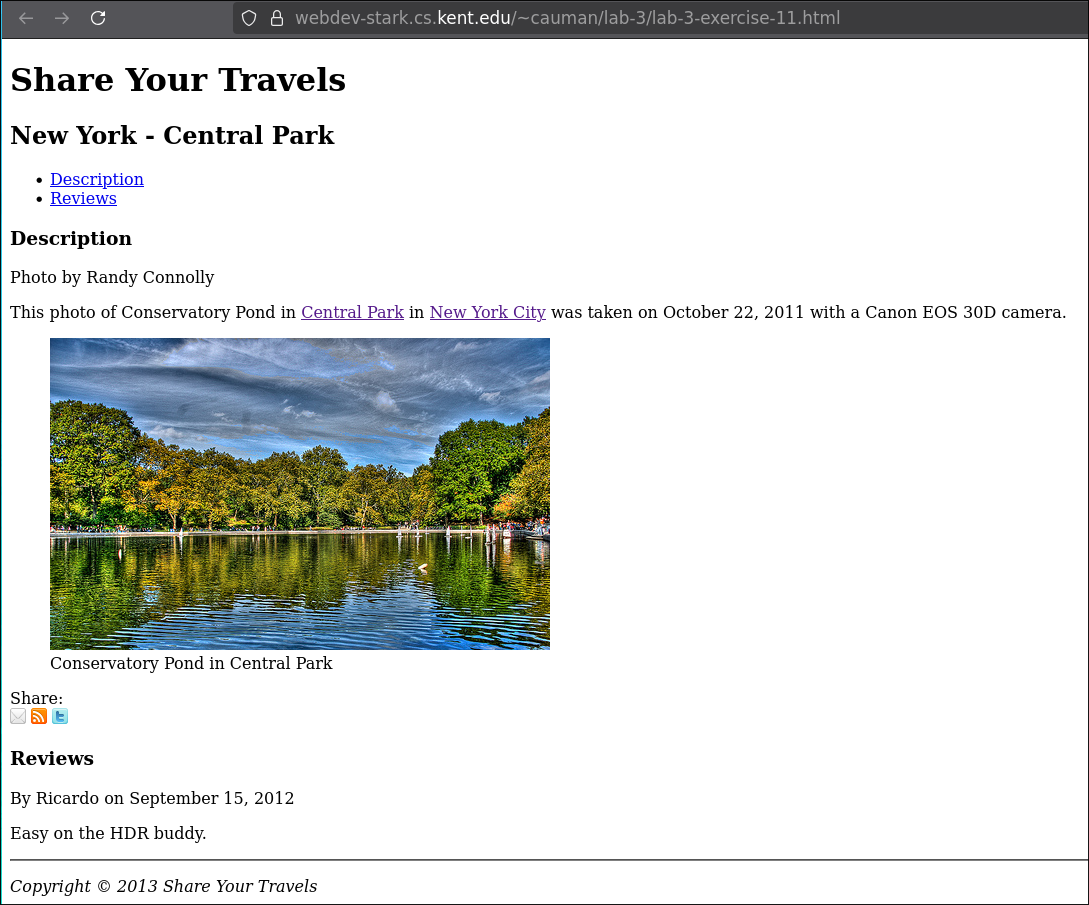 webdev-stark.cs.kent.edu/~cauman/lab-3/lab-3-exercise-11.html
Share Your Travels
New York - Central Park
• Description
• Reviews
Description
Photo by Randy Connolly
This photo of Conservatory Pond in Central Park in New York City was taken on October 22, 2011 with a Canon EOS 30D camera.
Conservatory Pond in Central Park
Share:
Reviews
By Ricardo on September 15, 2012
Easy on the HDR buddy.
Copyright © 2013 Share Your Travels